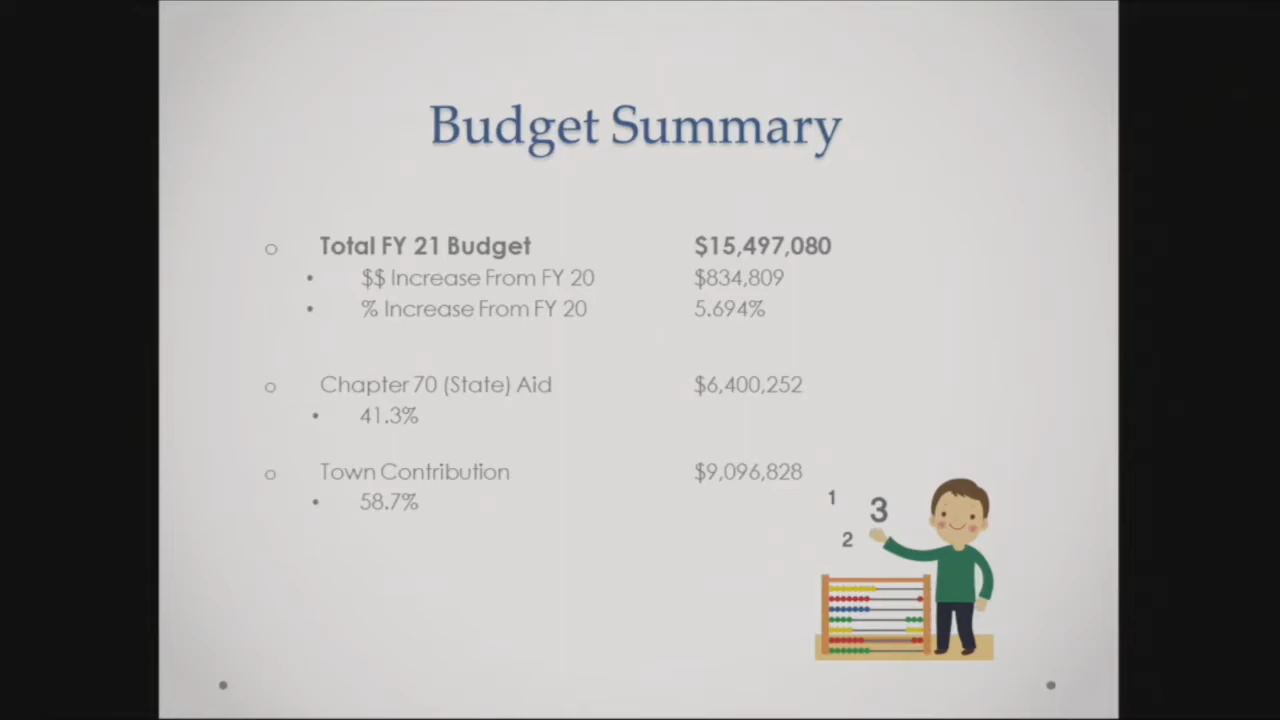 Budget Summary
Total FY 21 Budget $15,497,080
$$ Increase From FY 20 $834,809
% Increase From FY 20 5.694%
Chapter 70 (State) Aid $6,400,252
41.3%
Town Contribution $9,096,828
58.7%
1
3
2